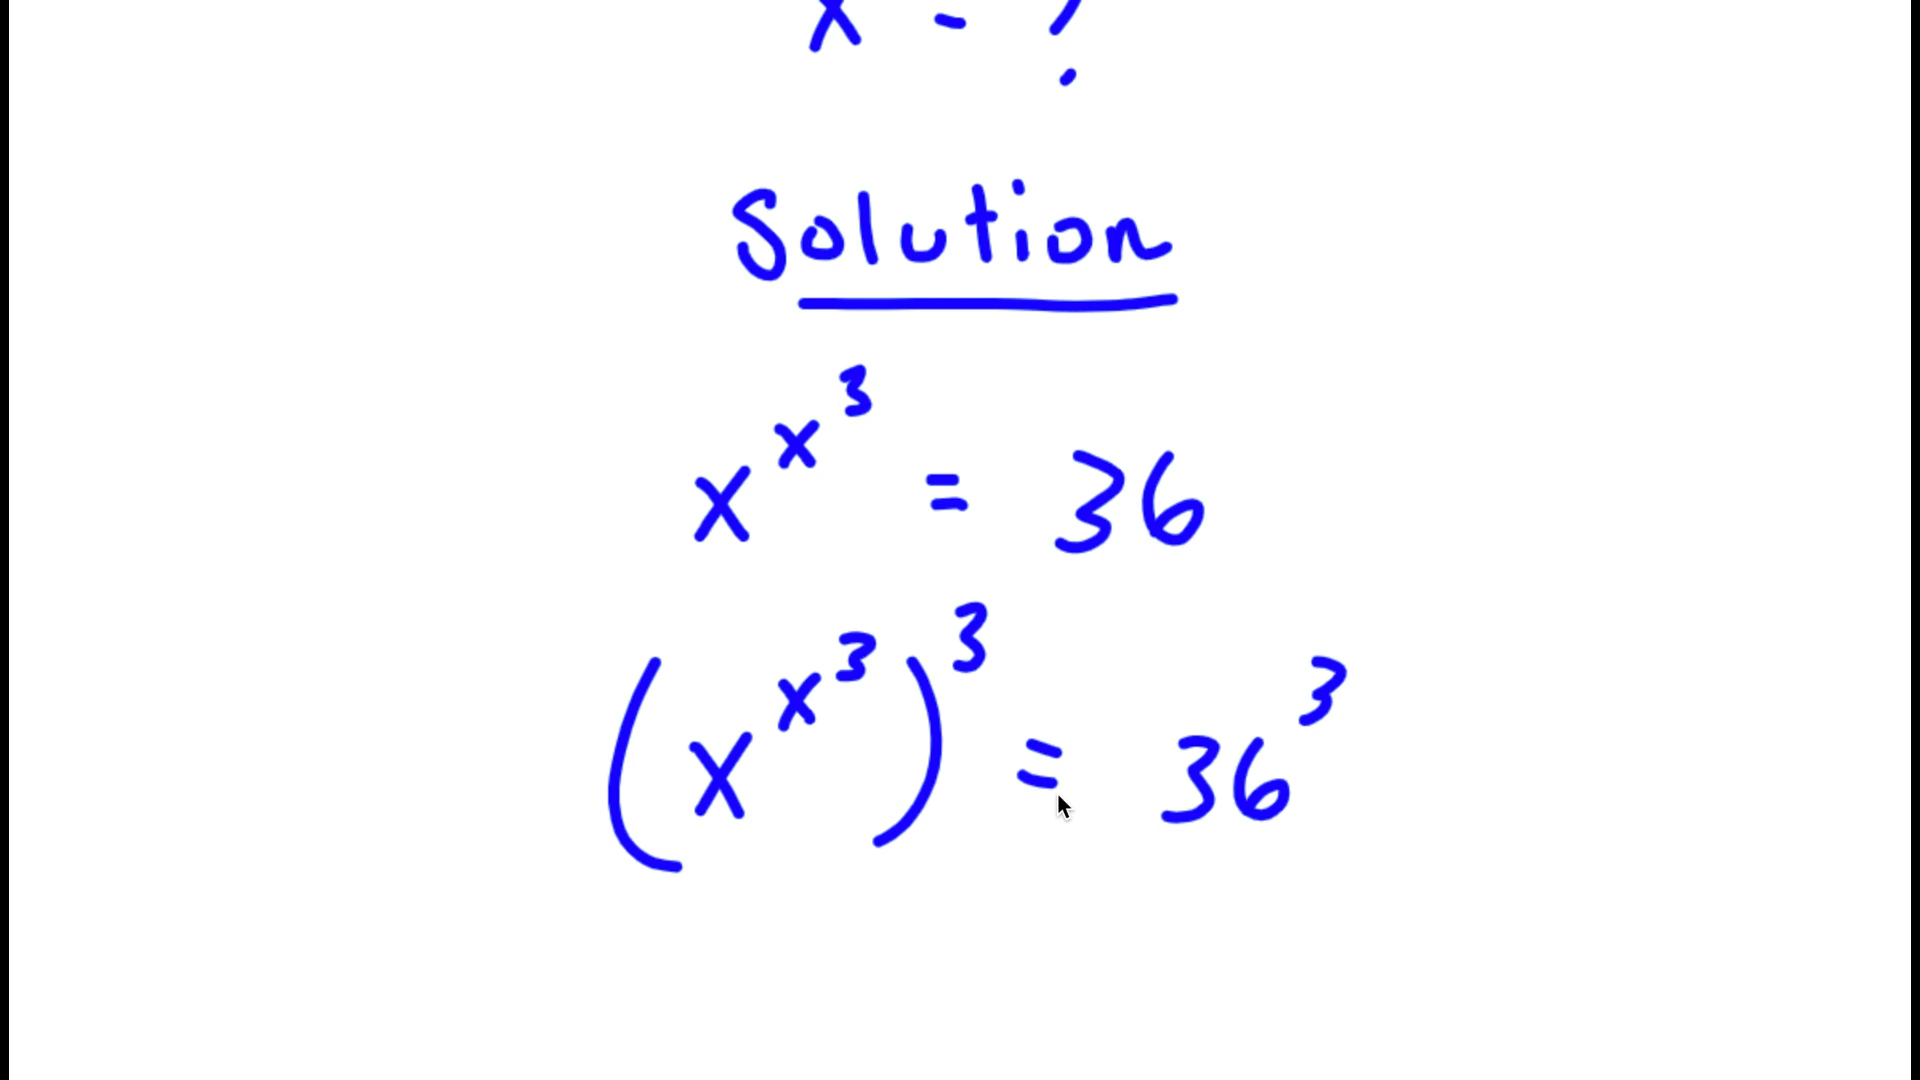 x = ?
Solution
x^{x^3} = 36
(x^{x^3})^3 = 36^3